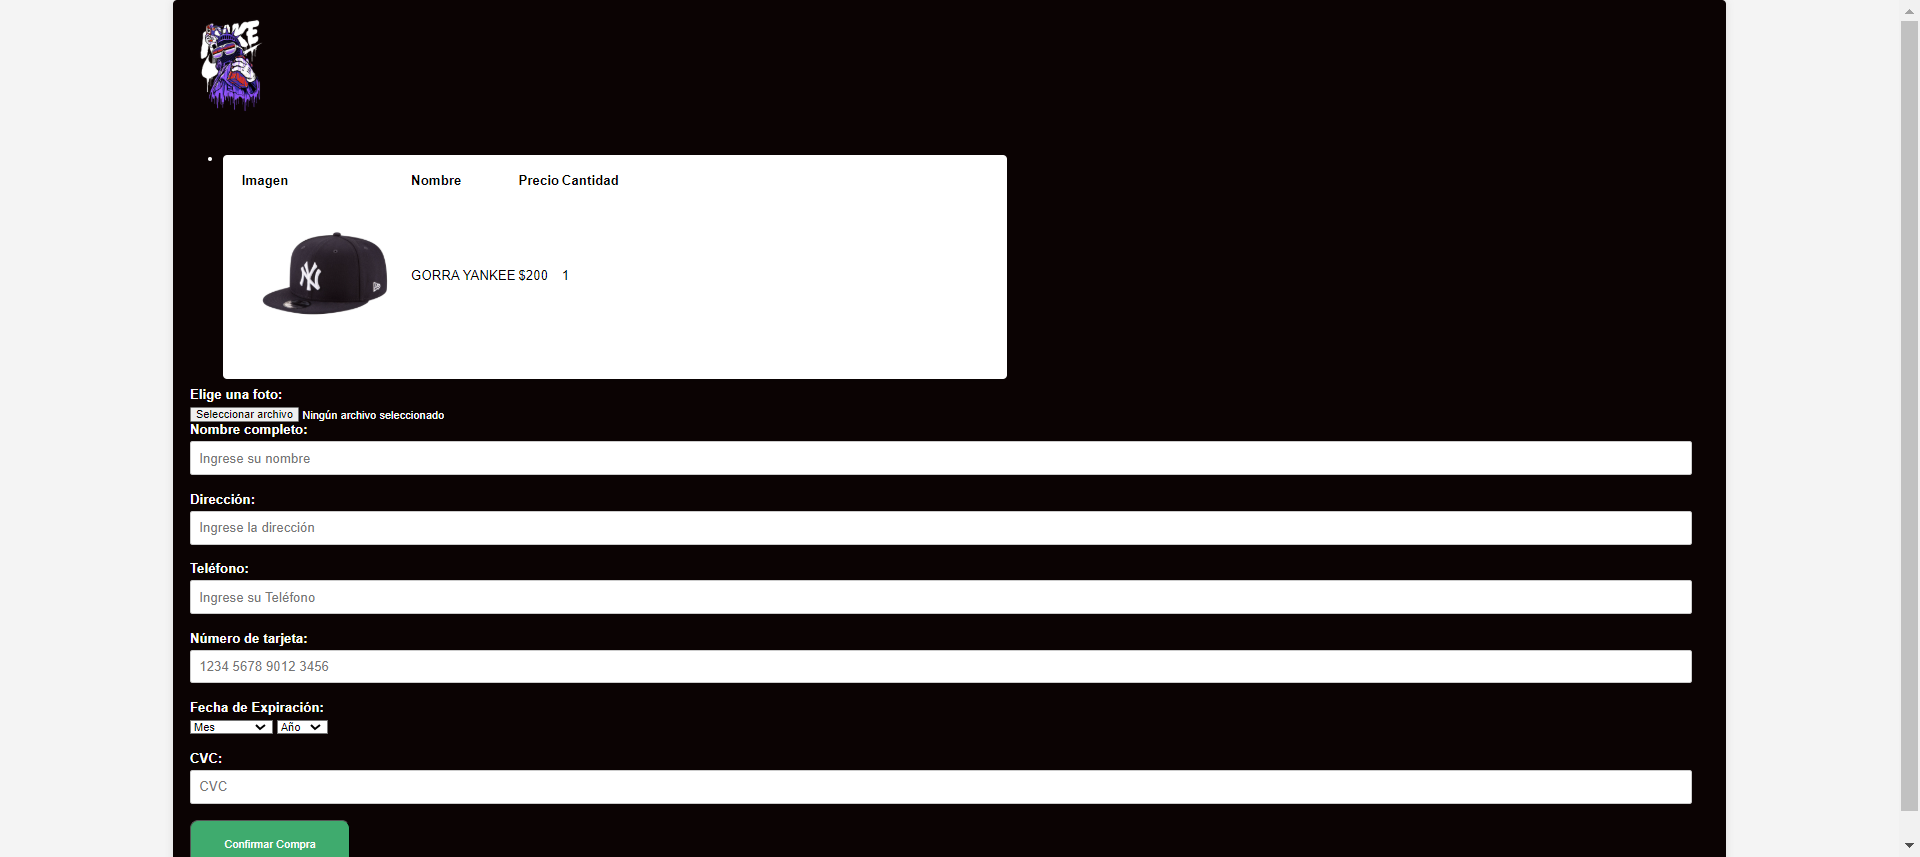 Imagen Nombre Precio Cantidad
NY
GORRA YANKEE $200 1
Elige una foto:
Seleccionar archivo Ningún archivo seleccionado
Nombre completo:
Ingrese su nombre
Dirección:
Ingrese la dirección
Teléfono:
Ingrese su Teléfono
Número de tarjeta:
1234 5678 9012 3456
Fecha de Expiración:
Mes Año
CVC:
CVC
Confirmar Compra